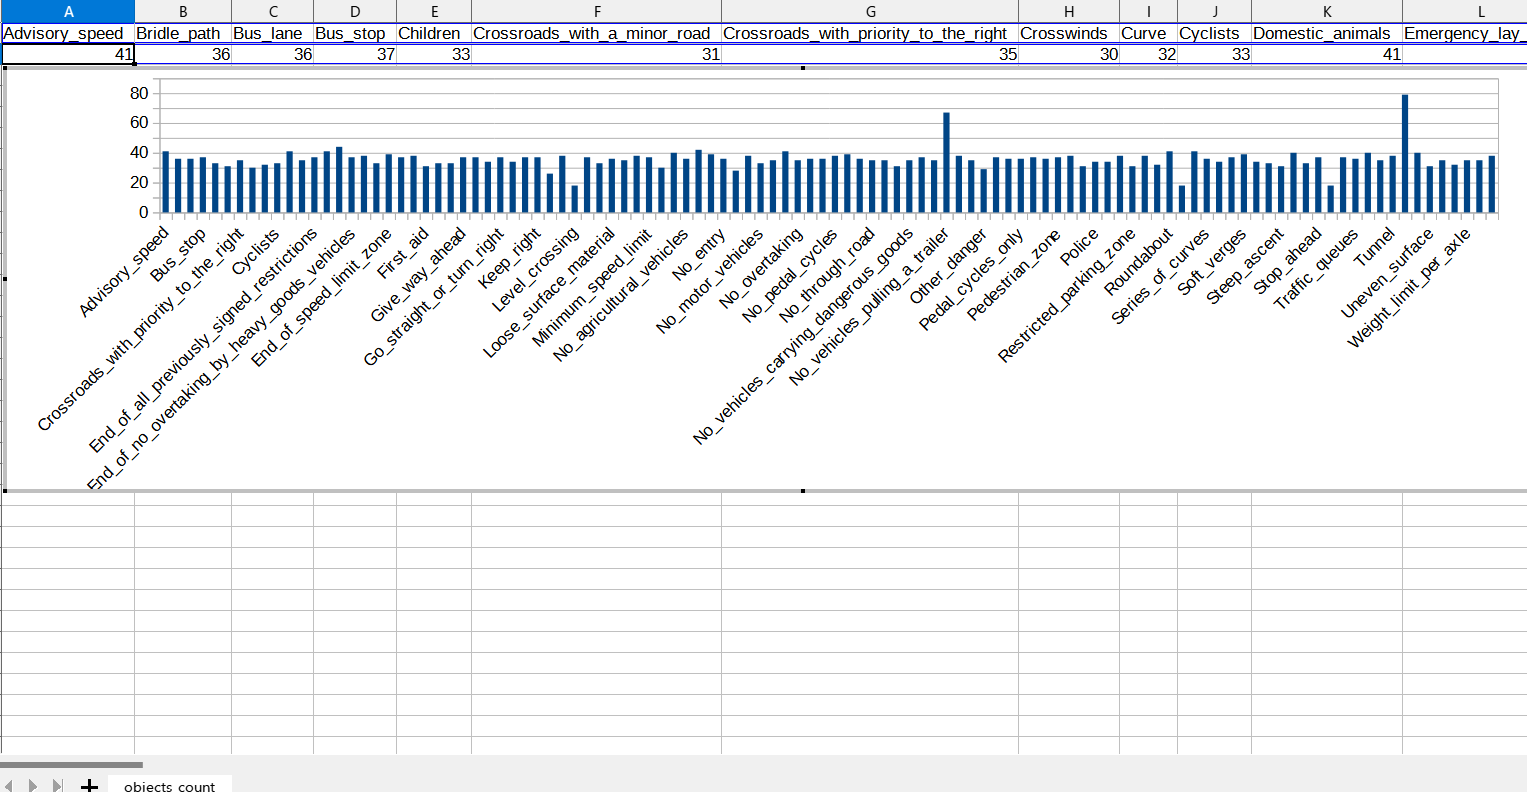 A B C D E F G H I J K L
Advisory_speed Bridle_path Bus_lane Bus_stop Children Crossroads_with_a_minor_road Crossroads_with_priority_to_the_right Crosswinds Curve Cyclists Domestic_animals Emergency_lay_
41 36 36 37 33 31 35 30 32 33 41
80
60
40
20
0
Advisory_speed
Bus_stop
Crossroads_with_priority_to_the_right
Cyclists
End_of_all_previously_signed_restrictions
End_of_no_overtaking_by_heavy_goods_vehicles
End_of_speed_limit_zone
First_aid
Give_way_ahead
Go_straight_or_turn_right
Keep_right
Level_crossing
Loose_surface_material
Minimum_speed_limit
No_agricultural_vehicles
No_entry
No_motor_vehicles
No_overtaking
No_pedal_cycles
No_through_road
No_vehicles_carrying_dangerous_goods
No_vehicles_pulling_a_trailer
Other_danger
Pedal_cycles_only
Pedestrian_zone
Police
Restricted_parking_zone
Roundabout
Series_of_curves
Soft_verges
Steep_ascent
Stop_ahead
Traffic_queues
Tunnel
Uneven_surface
Weight_limit_per_axle
objects_count